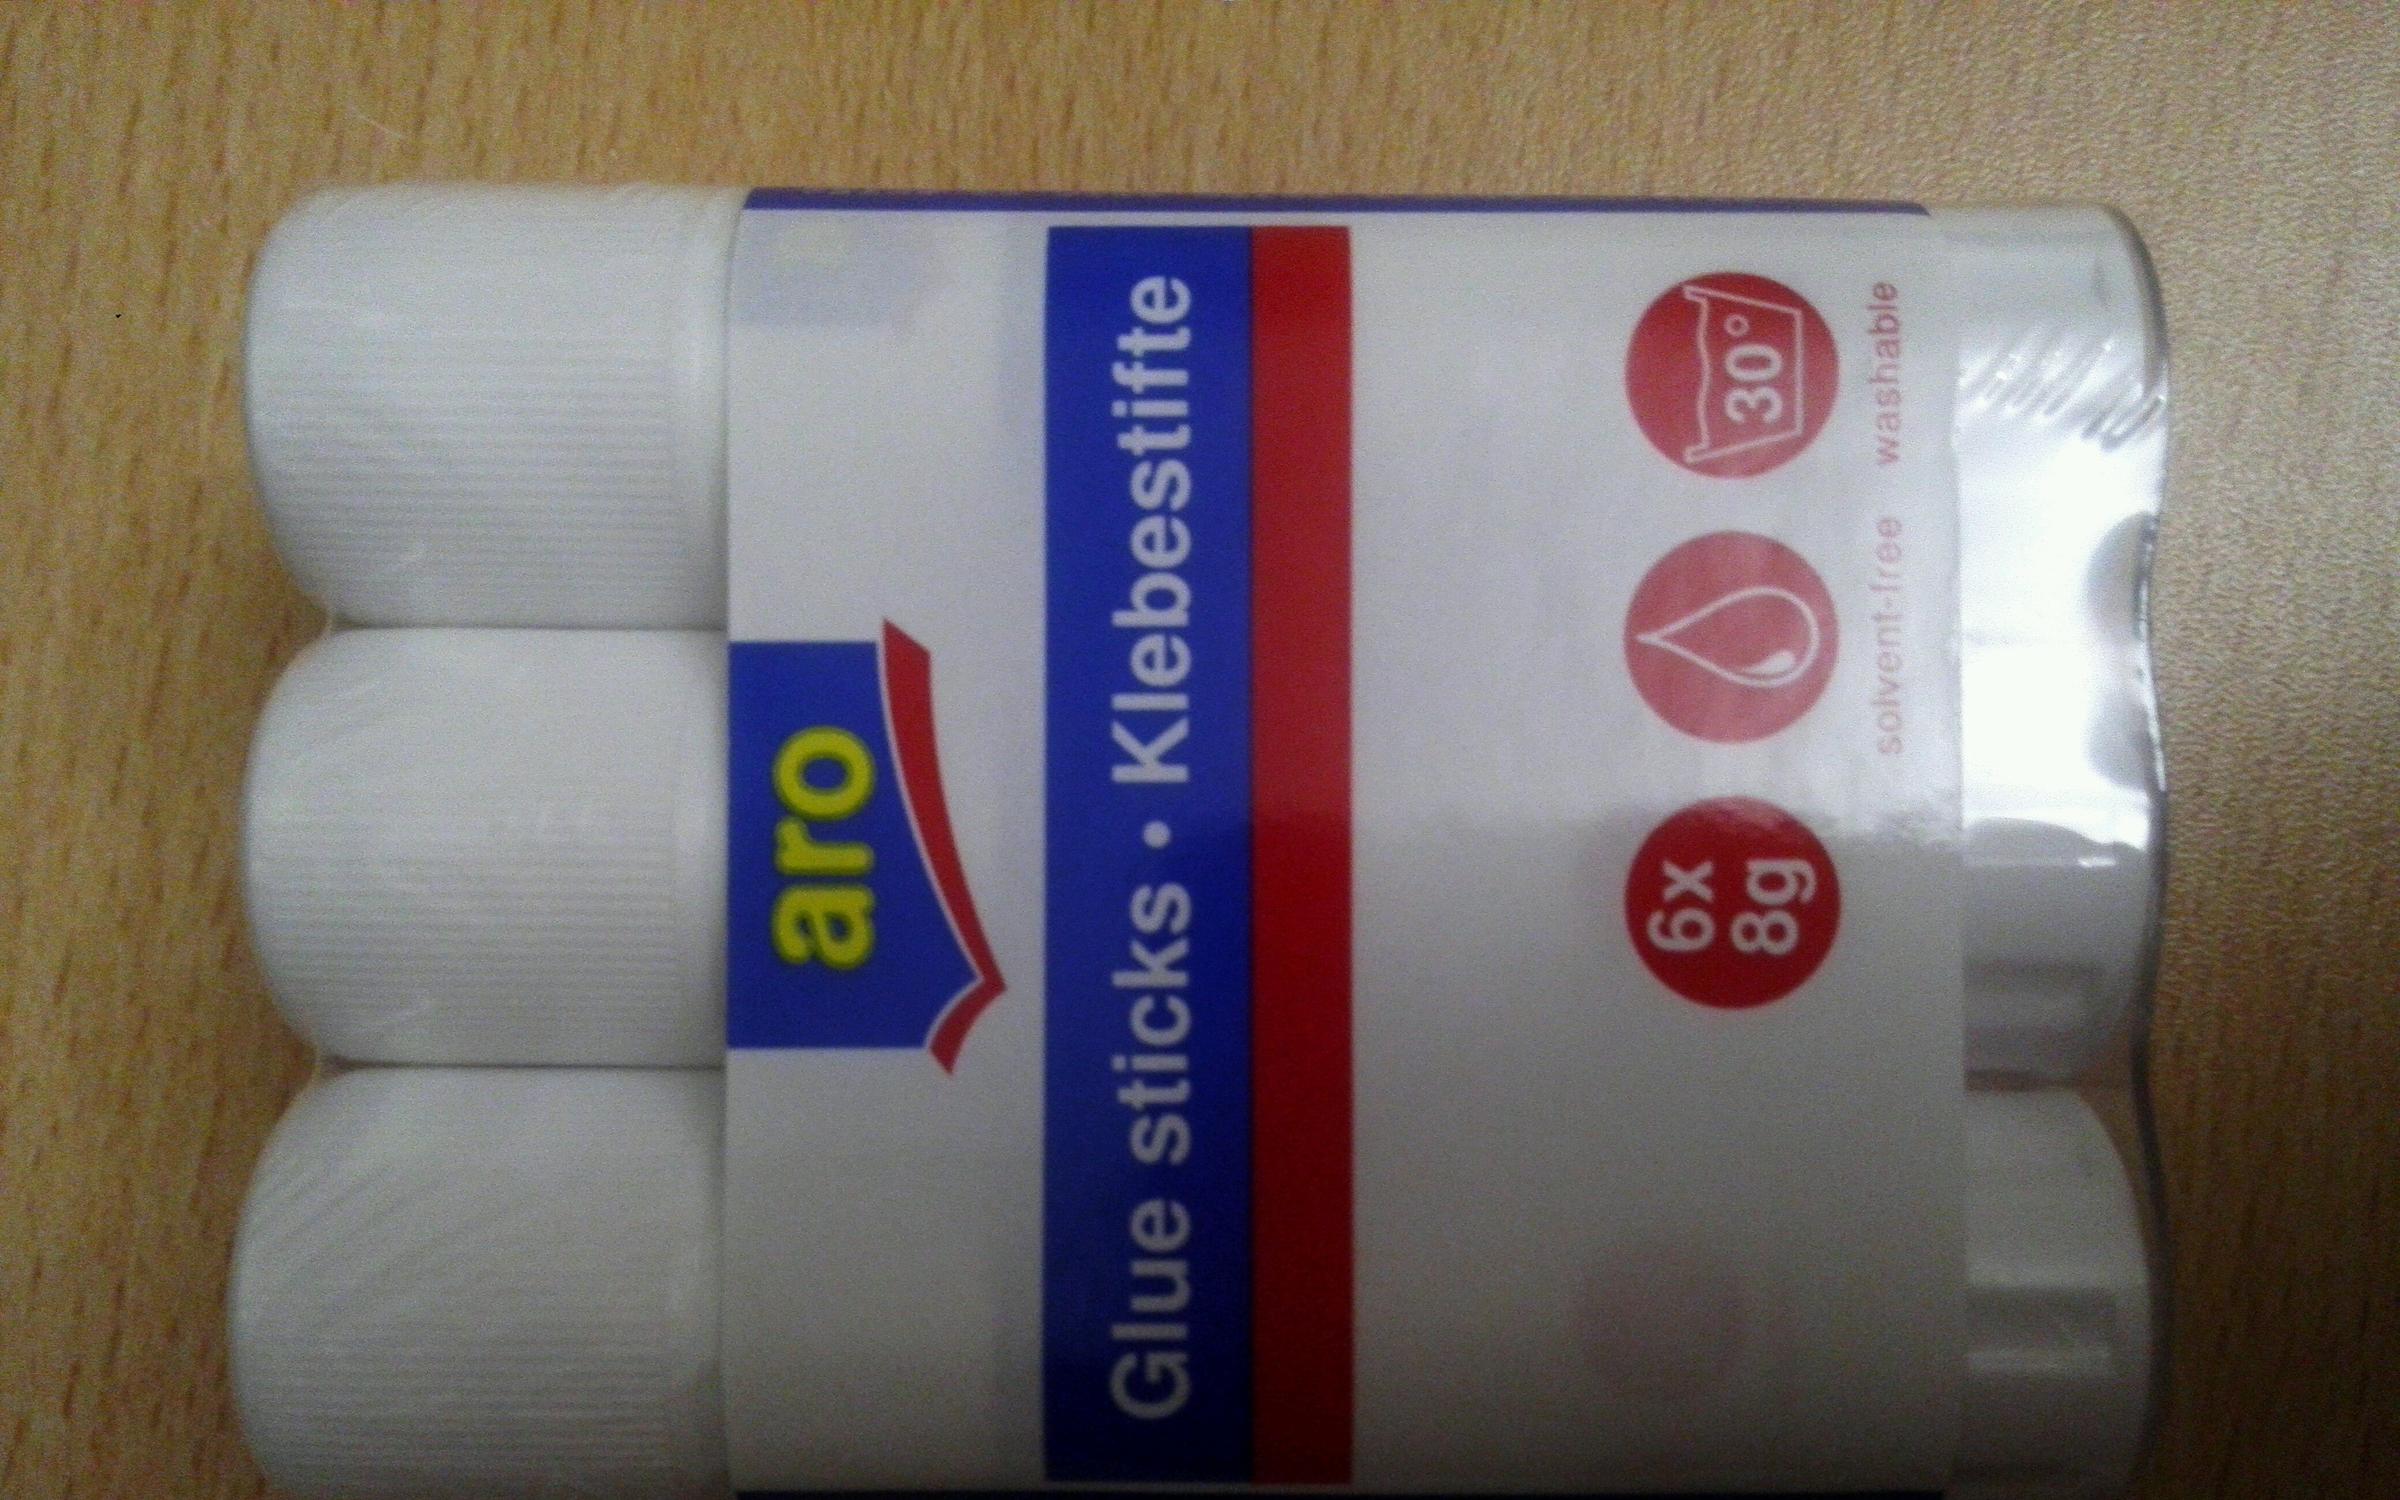 aro
Glue sticks • Klebestifte
6x
8g
30°
solvent-free
washable